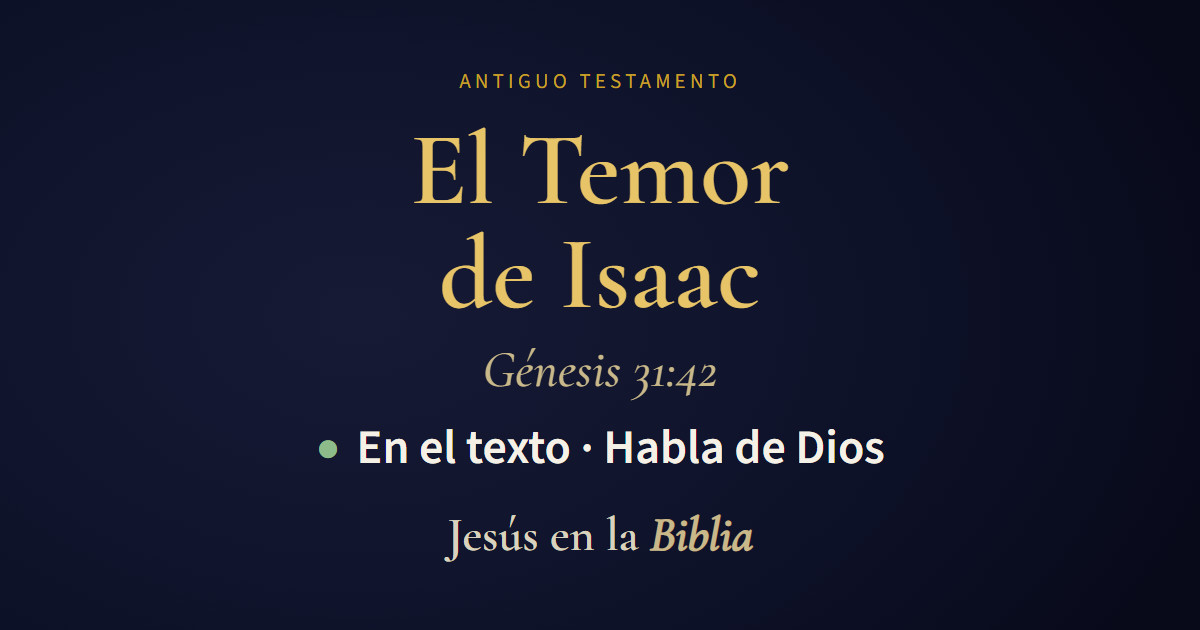 ANTIGUO TESTAMENTO
El Temor
de Isaac
Génesis 31:42
En el texto · Habla de Dios
Jesús en la Biblia